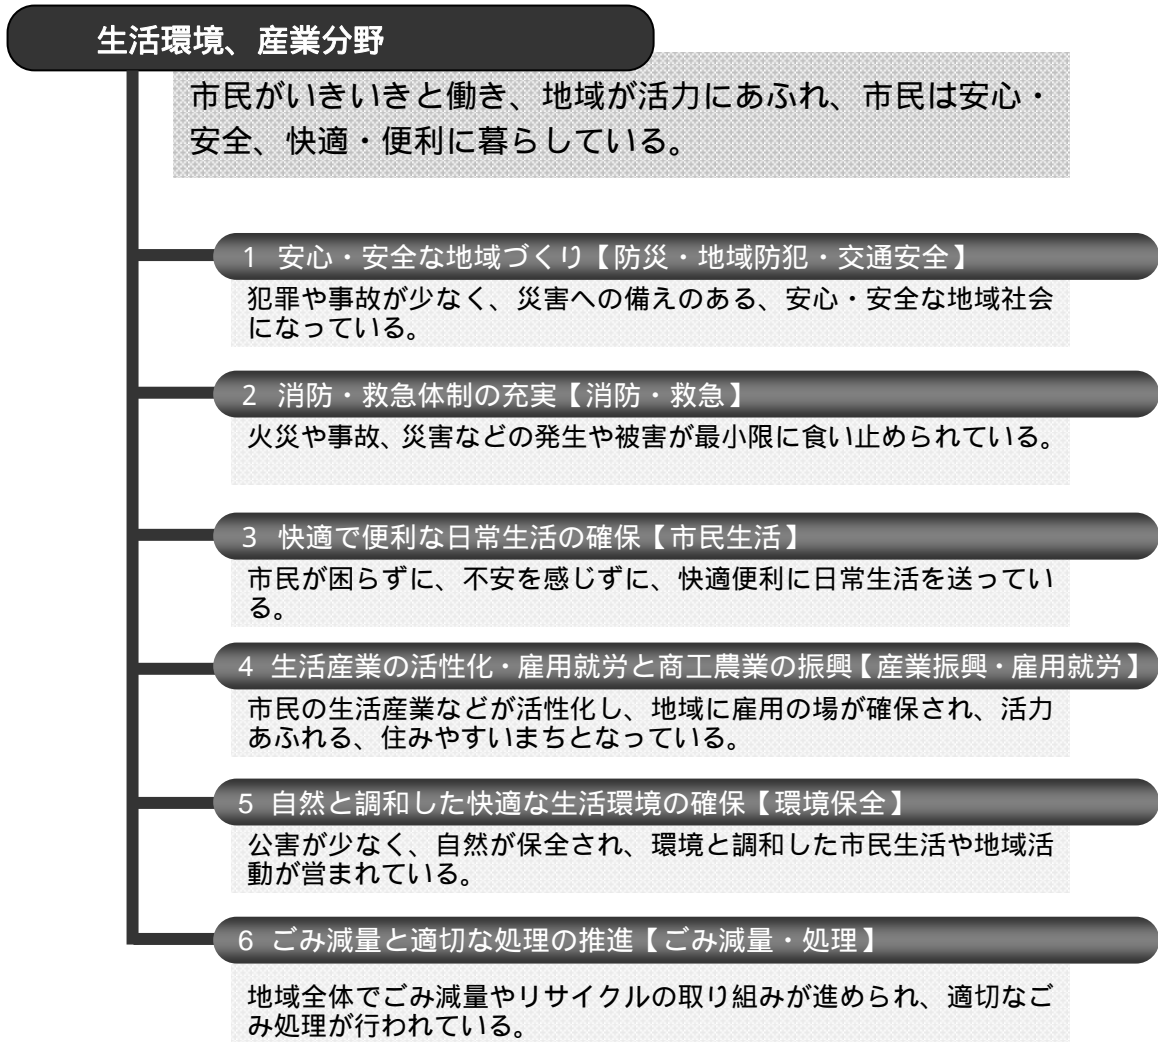 生活環境、産業分野
市民がいきいきと働き、地域が活力にあふれ、市民は安心・
安全、快適・便利に暮らしている。
1 安心・安全な地域づくり【防災・地域防犯・交通安全】
犯罪や事故が少なく、災害への備えのある、安心・安全な地域社会
になっている。
2 消防・救急体制の充実【消防・救急】
火災や事故、災害などの発生や被害が最小限に食い止められている。
3 快適で便利な日常生活の確保【市民生活】
市民が困らずに、不安を感じずに、快適便利に日常生活を送ってい
る。
4 生活産業の活性化・雇用就労と商工農業の振興【産業振興・雇用就労】
市民の生活産業などが活性化し、地域に雇用の場が確保され、活力
あふれる、住みやすいまちとなっている。
5 自然と調和した快適な生活環境の確保【環境保全】
公害が少なく、自然が保全され、環境と調和した市民生活や地域活
動が営まれている。
6 ごみ減量と適切な処理の推進【ごみ減量・処理】
地域全体でごみ減量やリサイクルの取り組みが進められ、適切なご
み処理が行われている。